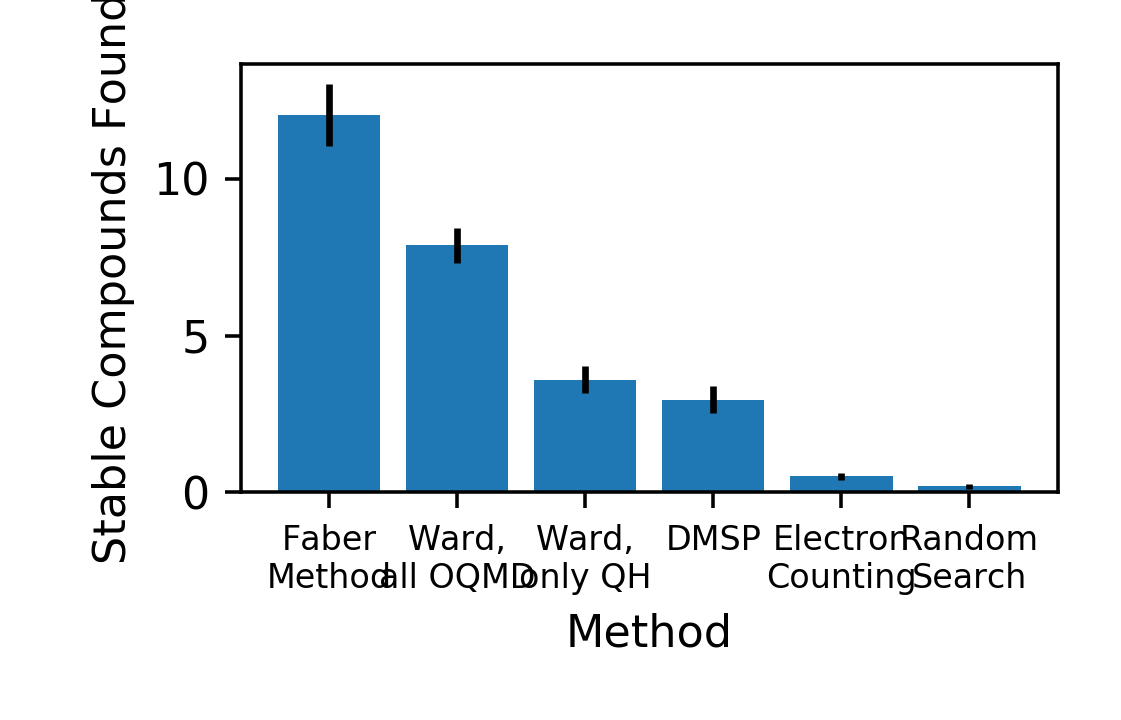 Stable Compounds Found
10
5
0
Faber
Method
Ward,
all OQMD
Ward,
only QH
DMSP
Electron
Counting
Random
Search
Method